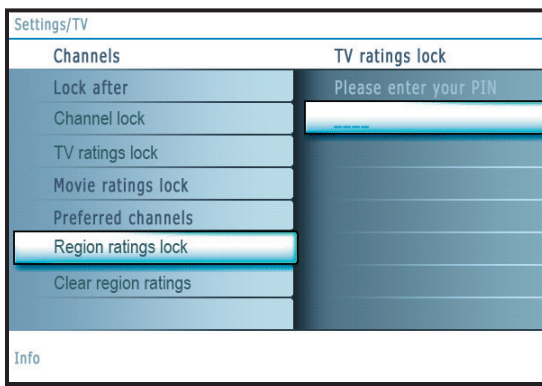 Settings/TV
Channels
TV ratings lock
Lock after
Please enter your PIN
Channel lock
_ _ _ _
TV ratings lock
Movie ratings lock
Preferred channels
Region ratings lock
Clear region ratings
Info